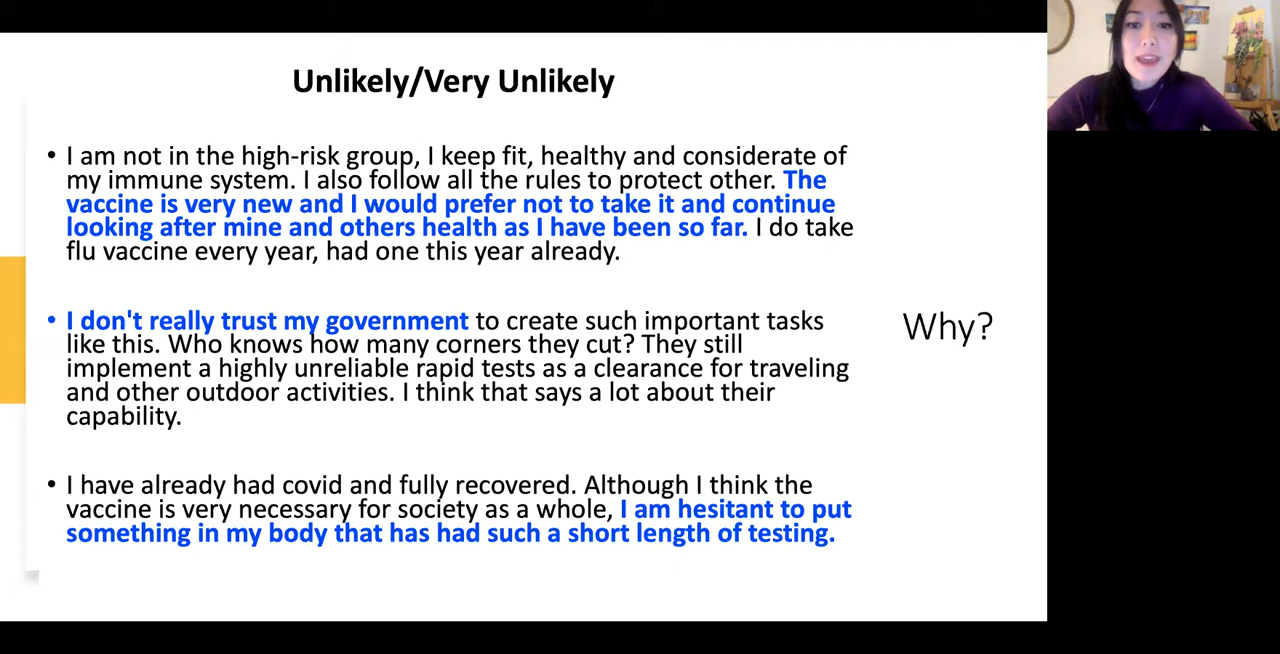 Unlikely/Very Unlikely
• I am not in the high-risk group, I keep fit, healthy and considerate of
my immune system. I also follow all the rules to protect other. The
vaccine is very new and I would prefer not to take it and continue
looking after mine and others health as I have been so far. I do take
flu vaccine every year, had one this year already.
• I don't really trust my government to create such important tasks
like this. Who knows how many corners they cut? They still
implement a highly unreliable rapid tests as a clearance for traveling
and other outdoor activities. I think that says a lot about their
capability.
• I have already had covid and fully recovered. Although I think the
vaccine is very necessary for society as a whole, I am hesitant to put
something in my body that has had such a short length of testing.
Why?